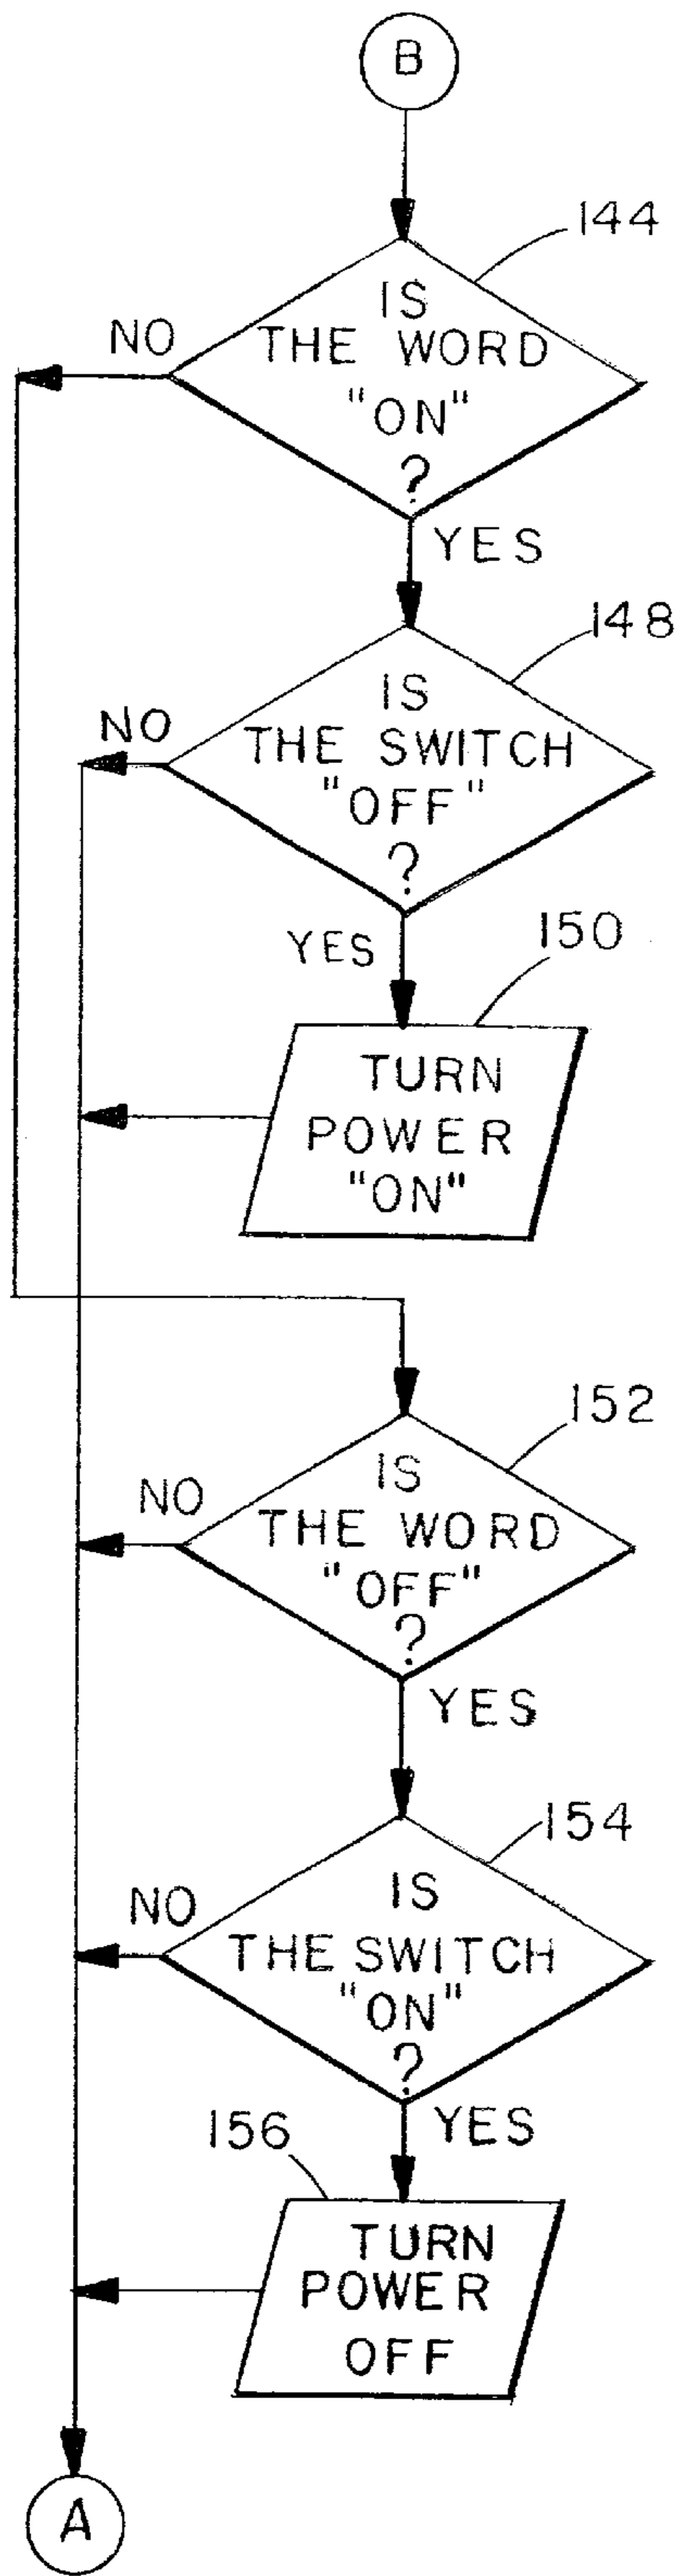 B
144
IS
THE WORD
"ON"
?
NO
YES
148
IS
THE SWITCH
"OFF"
?
NO
YES
150
TURN
POWER
"ON"
152
IS
THE WORD
"OFF"
?
NO
YES
154
IS
THE SWITCH
"ON"
?
NO
YES
156
TURN
POWER
OFF
A